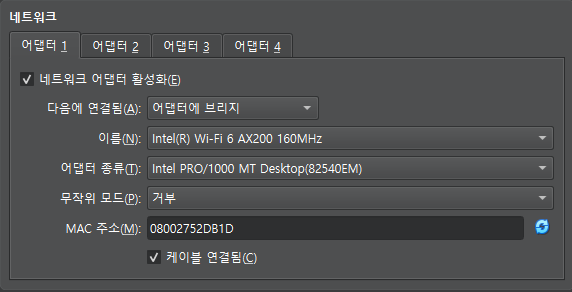 네트워크
어댑터 1 어댑터 2 어댑터 3 어댑터 4
네트워크 어댑터 활성화(E)
다음에 연결됨(A): 어댑터에 브리지
이름(N): Intel(R) Wi-Fi 6 AX200 160MHz
어댑터 종류(T): Intel PRO/1000 MT Desktop(82540EM)
무작위 모드(P): 거부
MAC 주소(M): 08002752DB1D
케이블 연결됨(C)